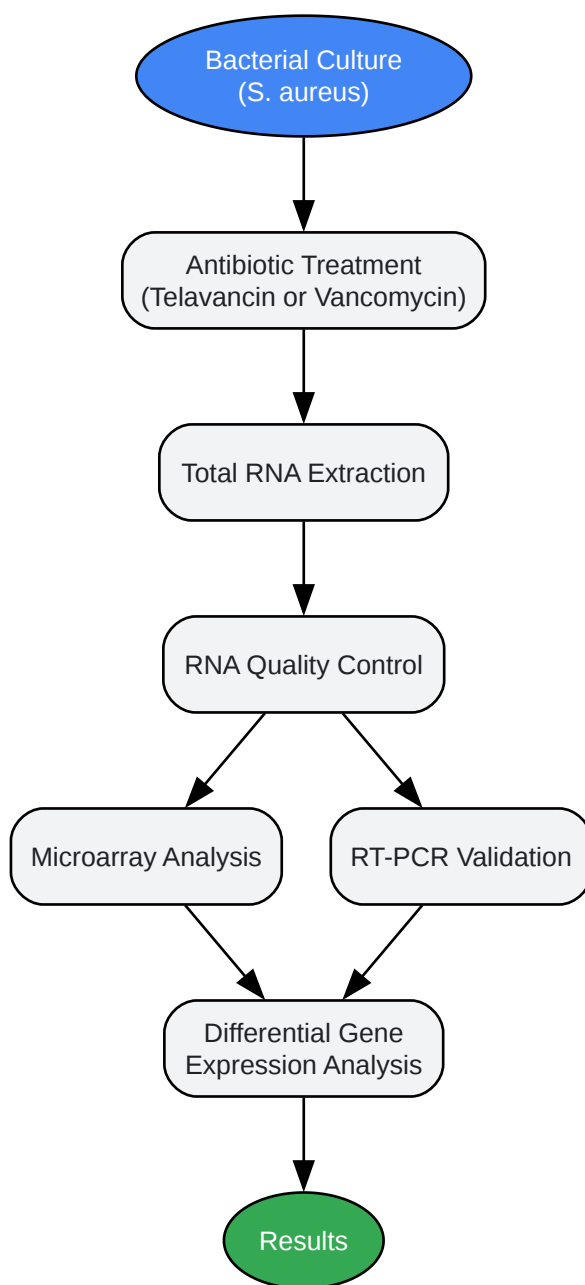 Bacterial Culture
(S. aureus)
Antibiotic Treatment
(Telavancin or Vancomycin)
Total RNA Extraction
RNA Quality Control
Microarray Analysis
RT-PCR Validation
Differential Gene
Expression Analysis
Results